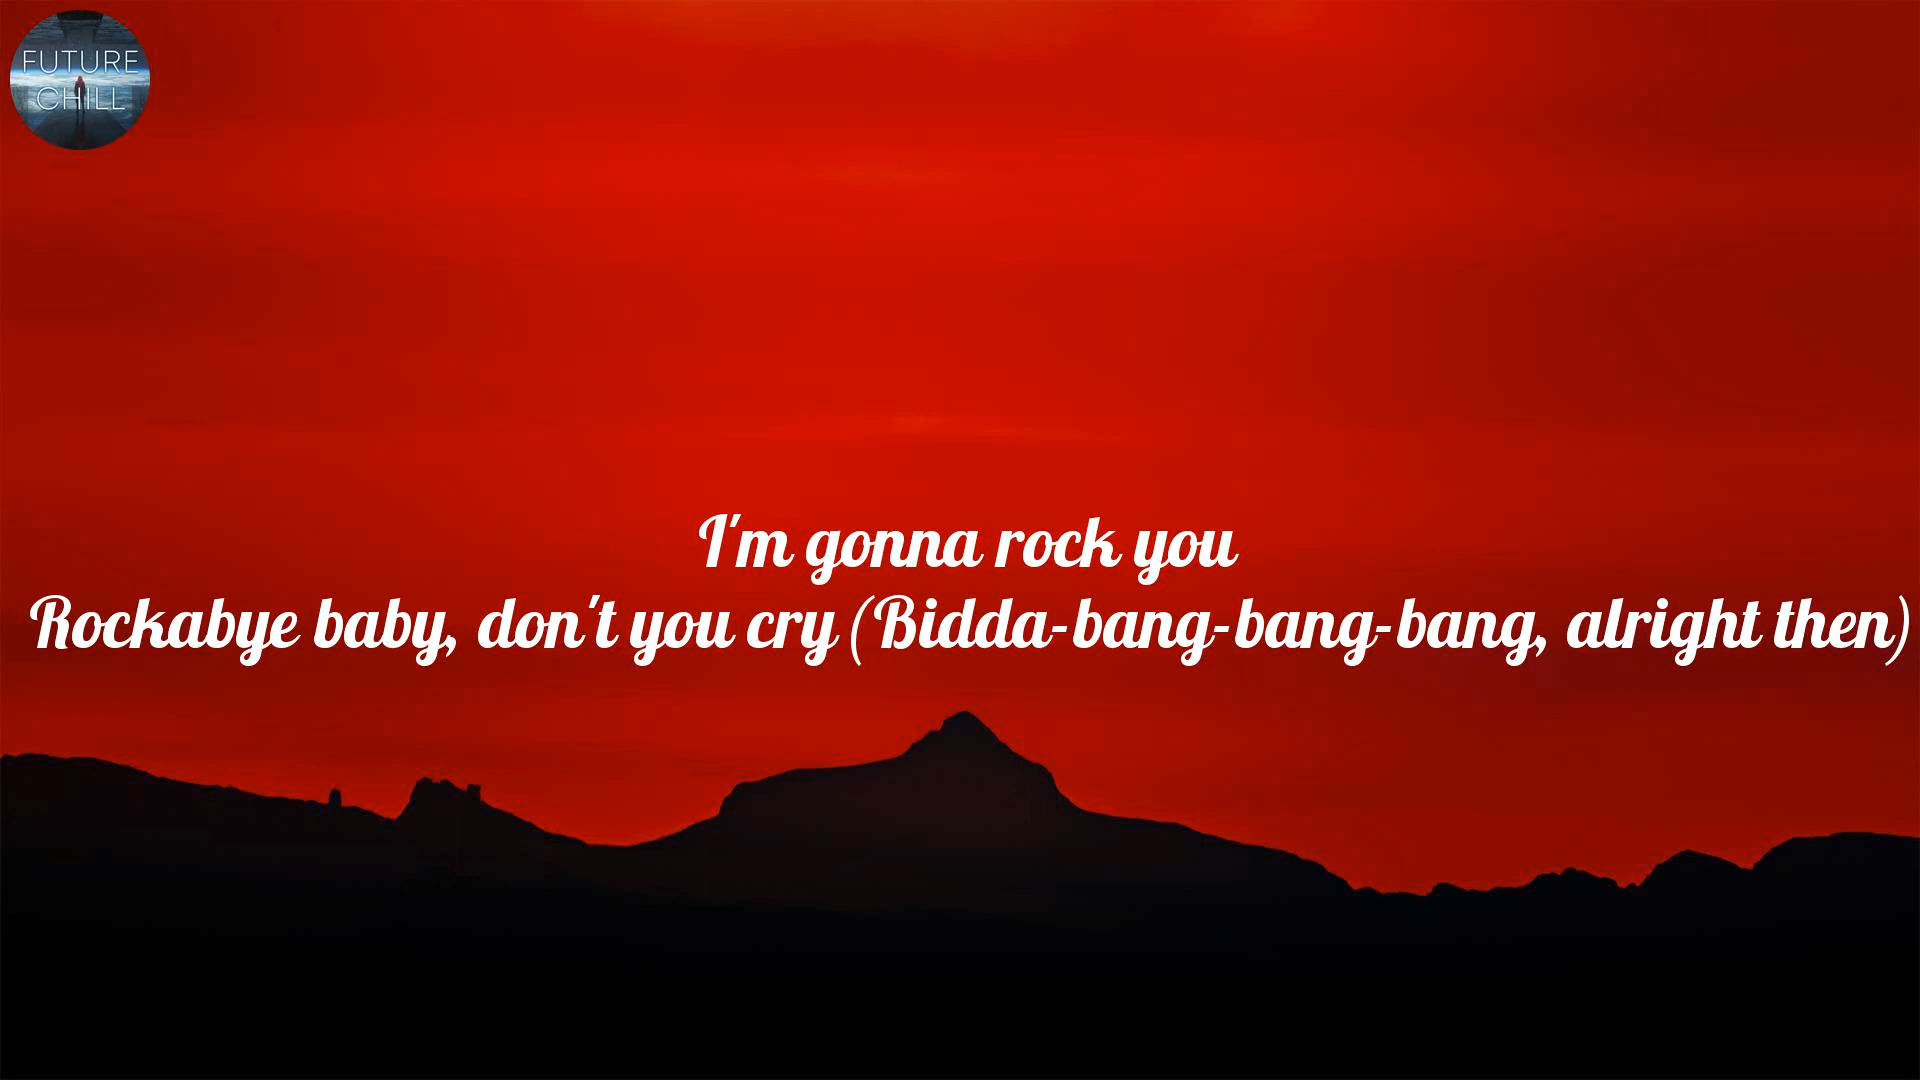 FUTURE
CHILL
I'm gonna rock you
Rockabye baby, don't you cry (Bidda-bang-bang-bang, alright then)